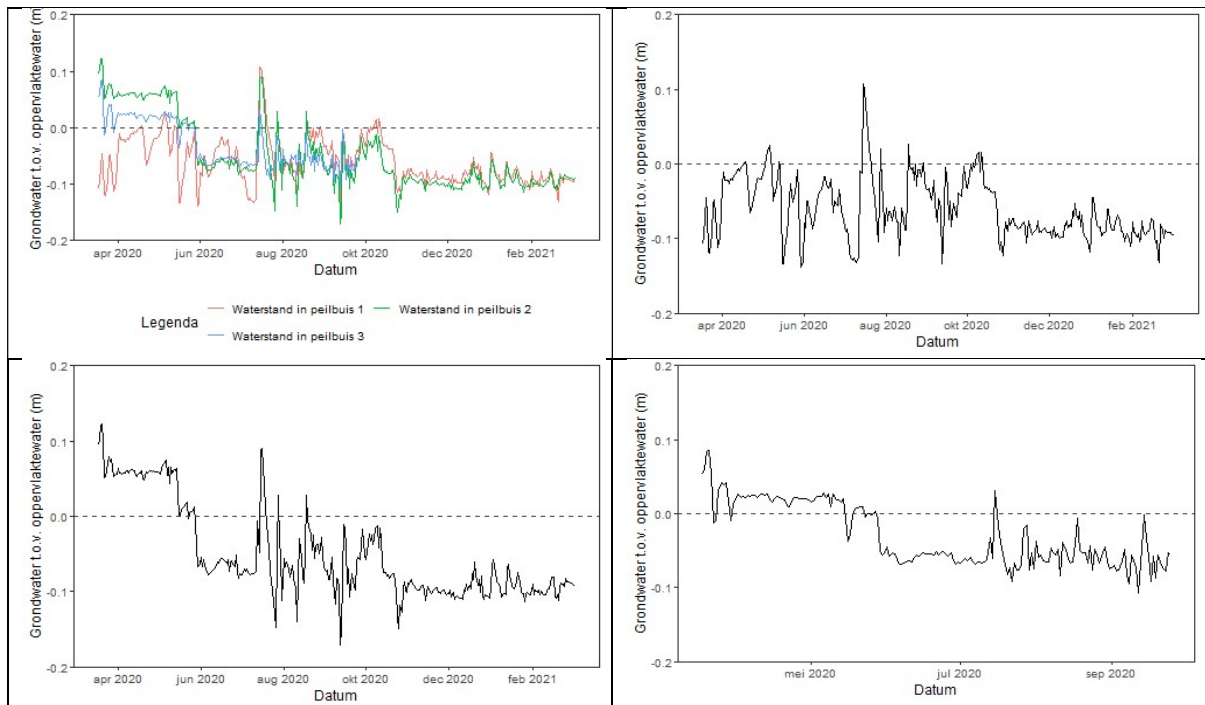 Grondwater t.o.v. oppervlaktewater (m)
0.2
0.1
0.0
-0.1
-0.2
apr 2020 jun 2020 aug 2020 okt 2020 dec 2020 feb 2021
Datum
Legenda
Waterstand in peilbuis 1 Waterstand in peilbuis 2
Waterstand in peilbuis 3
Grondwater t.o.v. oppervlaktewater (m)
0.2
0.1
0.0
-0.1
-0.2
apr 2020 jun 2020 aug 2020 okt 2020 dec 2020 feb 2021
Datum
Grondwater t.o.v. oppervlaktewater (m)
0.2
0.1
0.0
-0.1
-0.2
apr 2020 jun 2020 aug 2020 okt 2020 dec 2020 feb 2021
Datum
Grondwater t.o.v. oppervlaktewater (m)
0.2
0.1
0.0
-0.1
-0.2
mei 2020 jul 2020 sep 2020
Datum